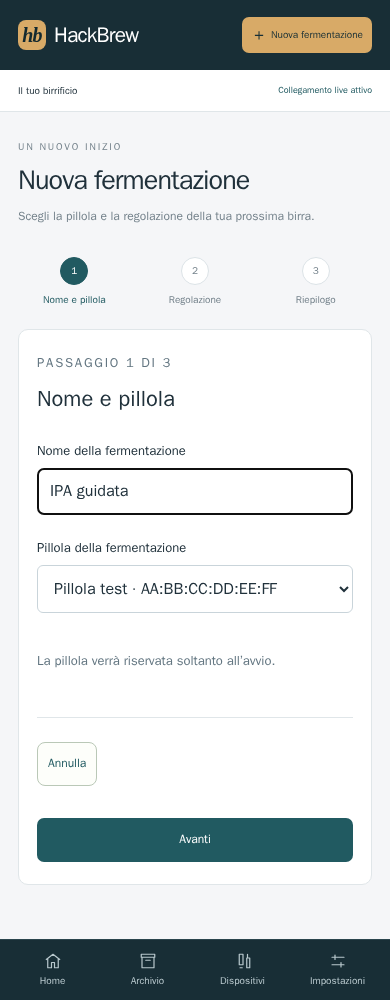 hb HackBrew
+ Nuova fermentazione
Il tuo birrificio
Collegamento live attivo
UN NUOVO INIZIO
Nuova fermentazione
Scegli la pillola e la regolazione della tua prossima birra.
1
2
3
Nome e pillola
Regolazione
Riepilogo
PASSAGGIO 1 DI 3
Nome e pillola
Nome della fermentazione
IPA guidata
Pillola della fermentazione
Pillola test · AA:BB:CC:DD:EE:FF
La pillola verrà riservata soltanto all'avvio.
Annulla
Avanti
Home
Archivio
Dispositivi
Impostazioni